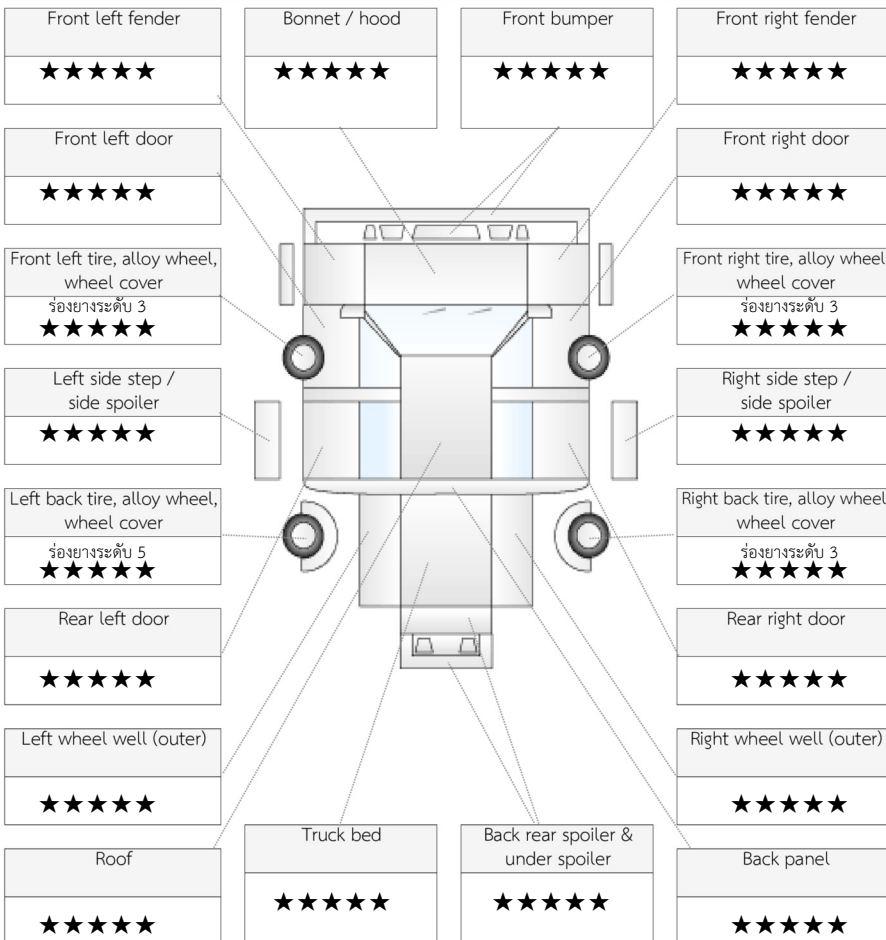 Front left fender
★★★★★
Bonnet / hood
★★★★★
Front bumper
★★★★★
Front right fender
★★★★★
Front left door
★★★★★
Front right door
★★★★★
Front left tire, alloy wheel,
wheel cover
ร่องยางระดับ 3
★★★★★
Front right tire, alloy wheel
wheel cover
ร่องยางระดับ 3
★★★★★
Left side step /
side spoiler
★★★★★
Right side step /
side spoiler
★★★★★
Left back tire, alloy wheel,
wheel cover
ร่องยางระดับ 5
★★★★★
Right back tire, alloy wheel
wheel cover
ร่องยางระดับ 3
★★★★★
Rear left door
★★★★★
Rear right door
★★★★★
Left wheel well (outer)
★★★★★
Right wheel well (outer)
★★★★★
Roof
★★★★★
Truck bed
★★★★★
Back rear spoiler &
under spoiler
★★★★★
Back panel
★★★★★